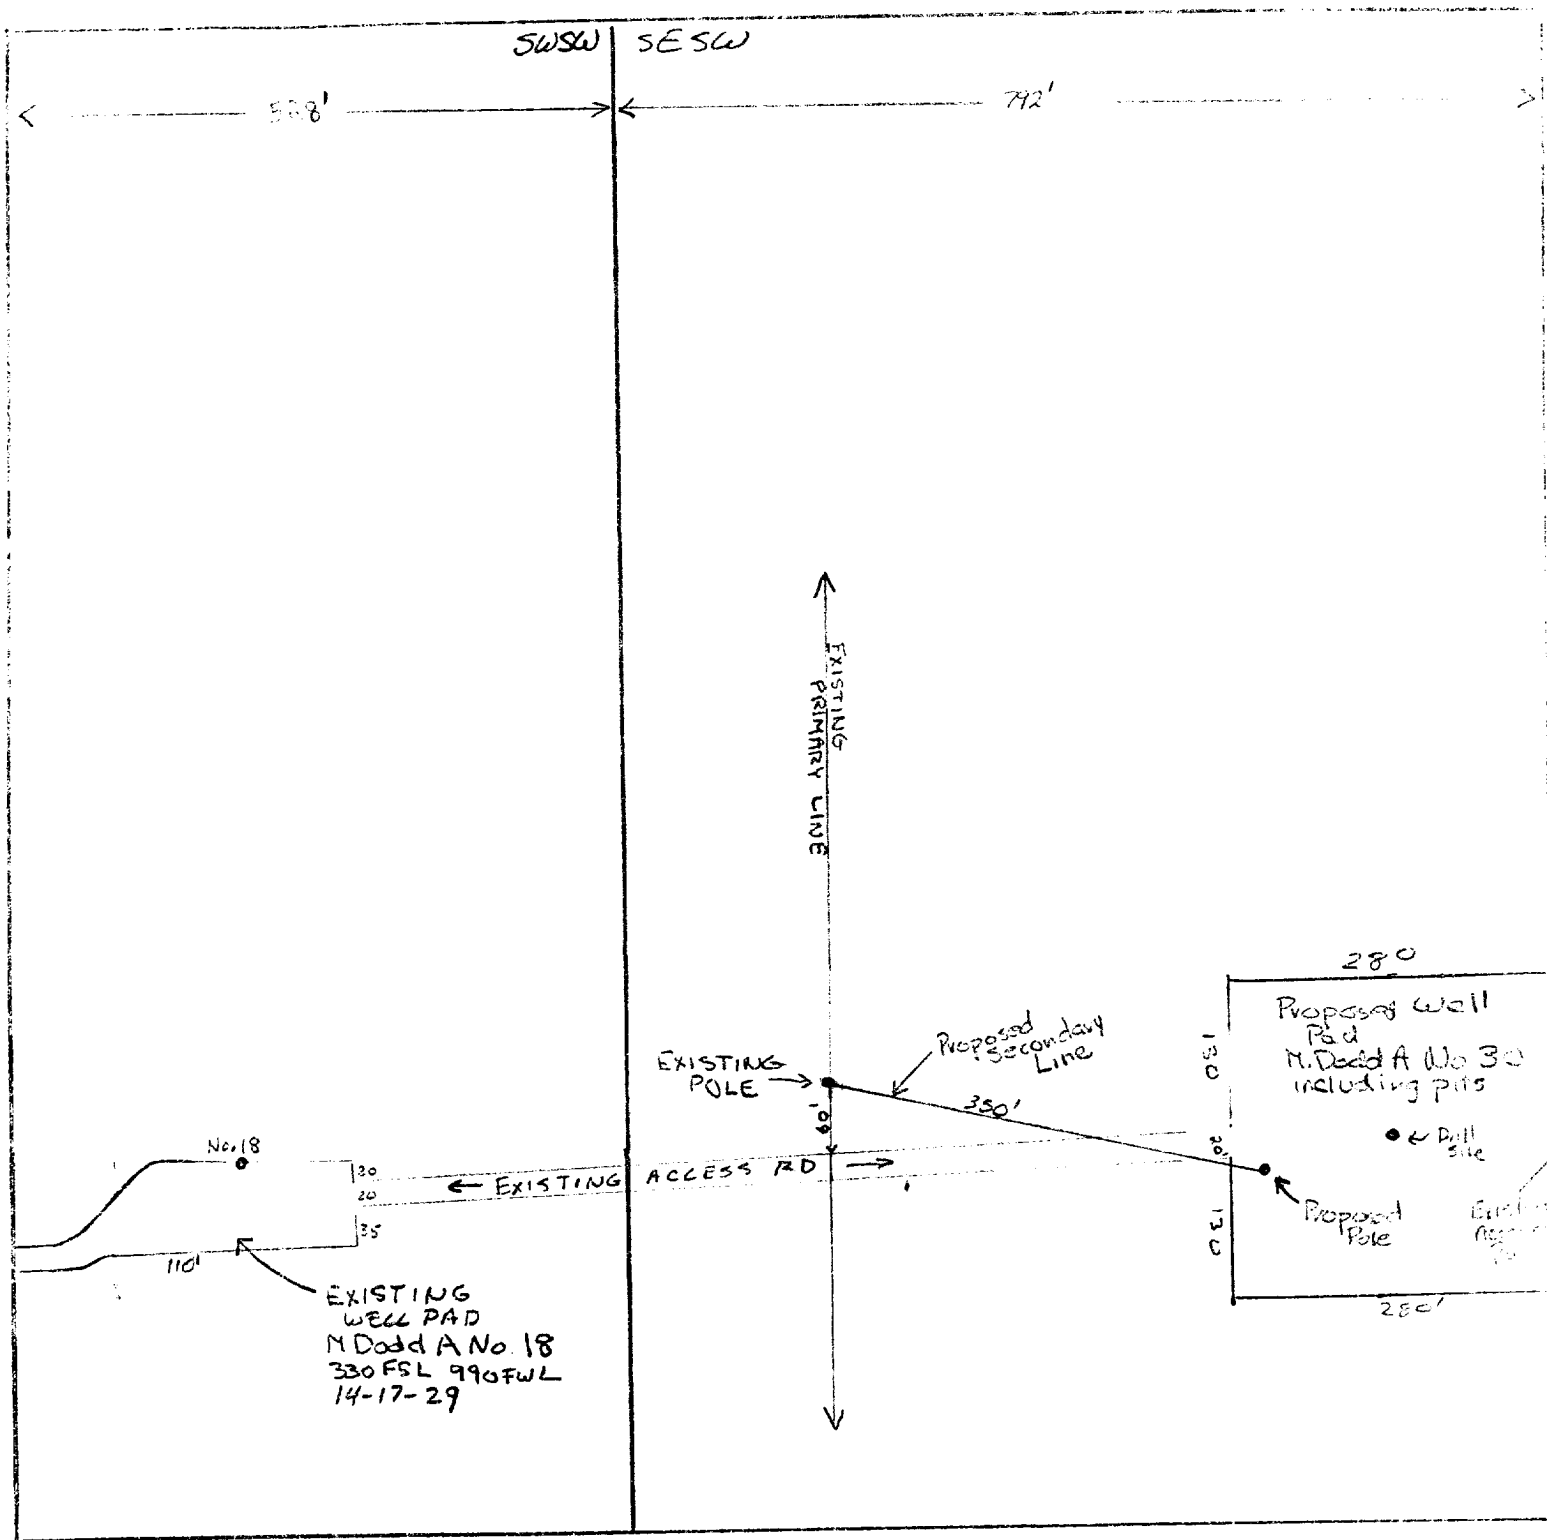 SWSW SESW
528' 792'
EXISTING
PRIMARY LINE
280
Proposed Well
Pad
M. Dodd A No 30
including pits
130
20'
130
Drill
Site
Proposed
Pole
280'
Proposed
Secondary
Line
350'
EXISTING
POLE
60'
EXISTING ACCESS RD
No. 18
20
35
110'
EXISTING
WELL PAD
M Dodd A No. 18
330 FSL 990 FWL
14-17-29